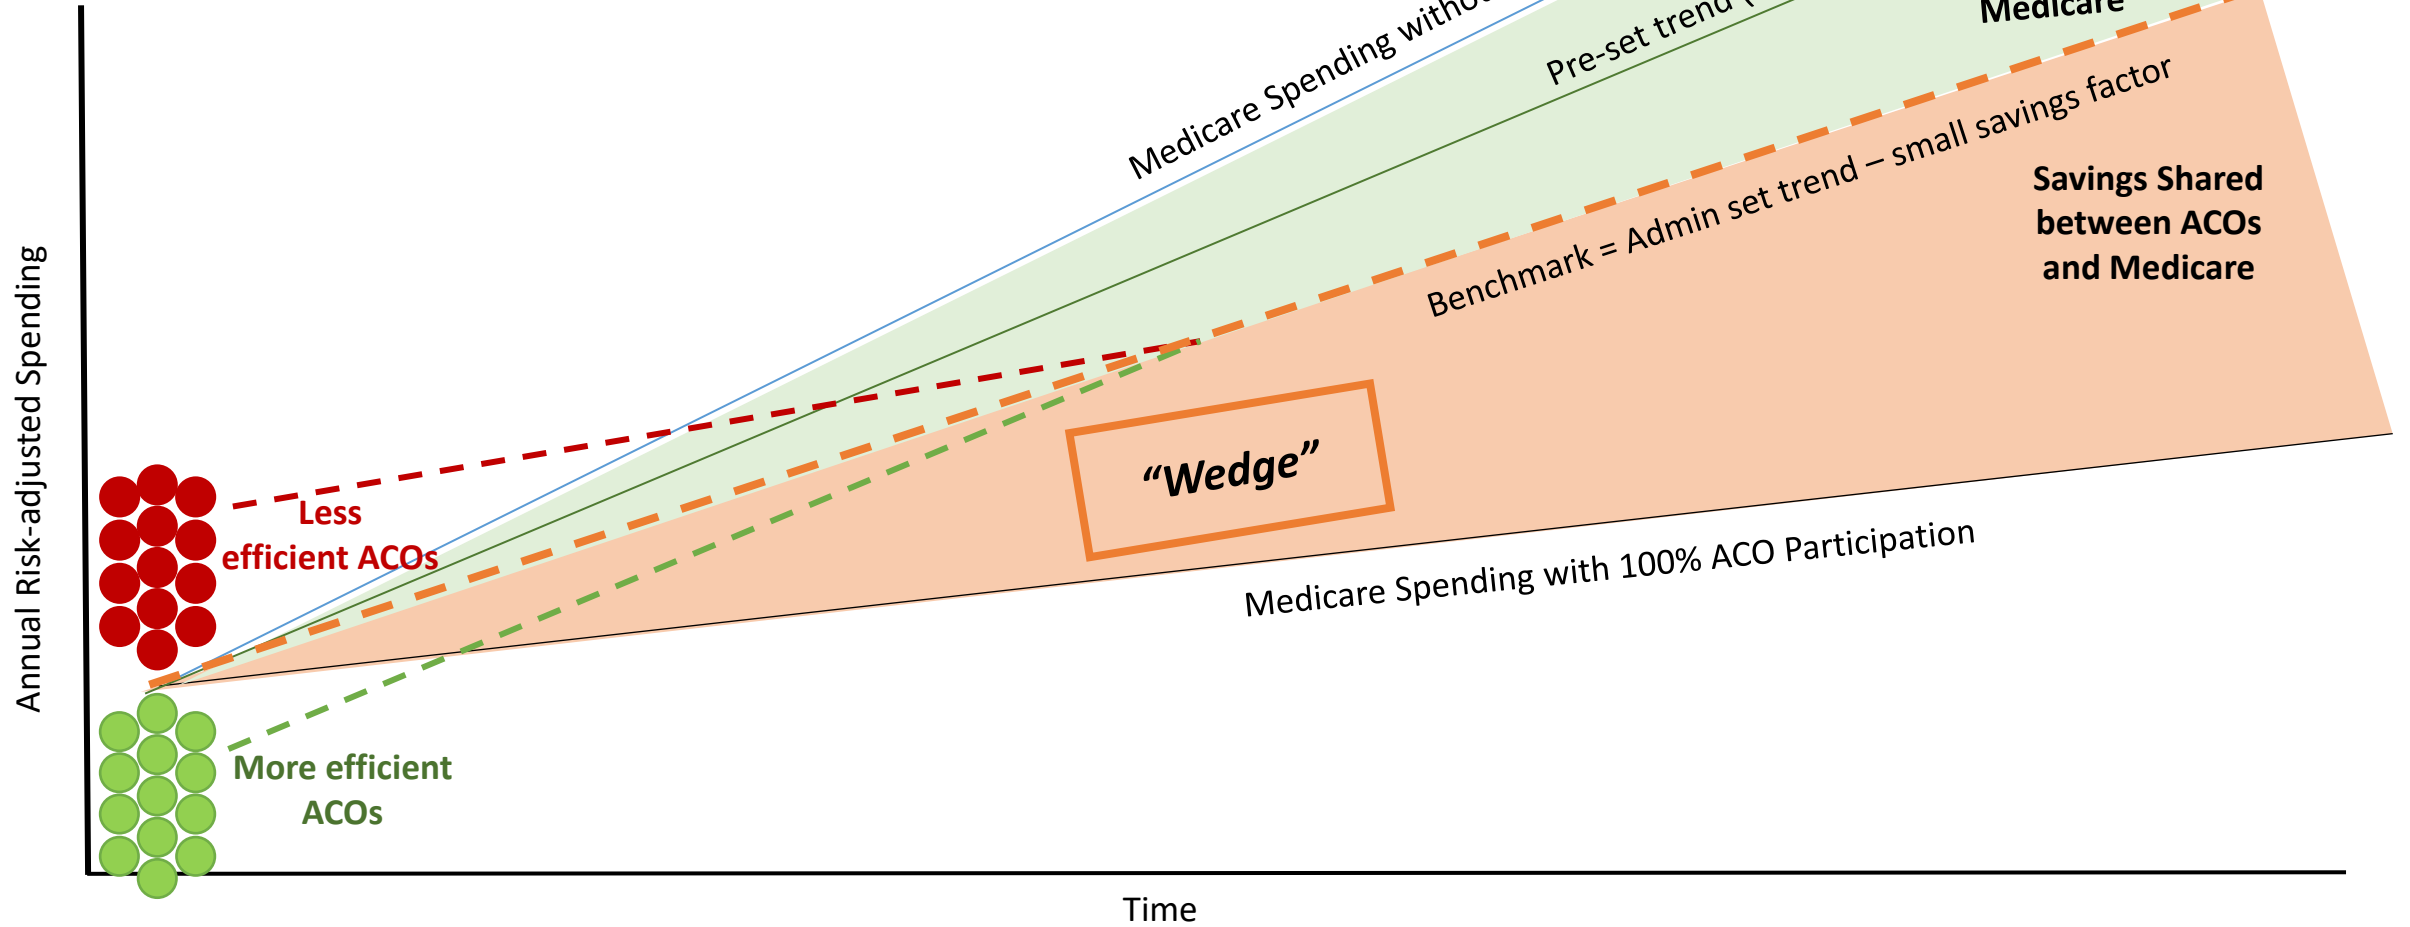 Medicare Spending
Pre-set trend (
Medicare
Benchmark = Admin set trend – small savings factor
Savings Shared
between ACOs
and Medicare
Annual Risk-adjusted Spending
“Wedge”
Less
efficient ACOs
Medicare Spending with 100% ACO Participation
More efficient
ACOs
Time